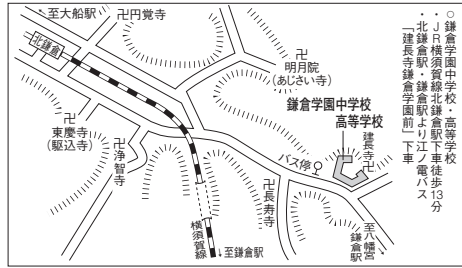 ○鎌倉学園中学校・高等学校
・JR横須賀線北鎌倉駅下車徒歩13分
・北鎌倉駅・鎌倉駅より江ノ電バス
「建長寺鎌倉学園前」下車
←至大船駅
卍円覚寺
北鎌倉
卍
明月院
(あじさい寺)
鎌倉学園中学校
高等学校
建長寺卍
バス停
卍
東慶寺
(駆込寺)
卍浄智寺
卍長寿寺
横須賀線
↓至鎌倉駅
至八幡宮
鎌倉駅